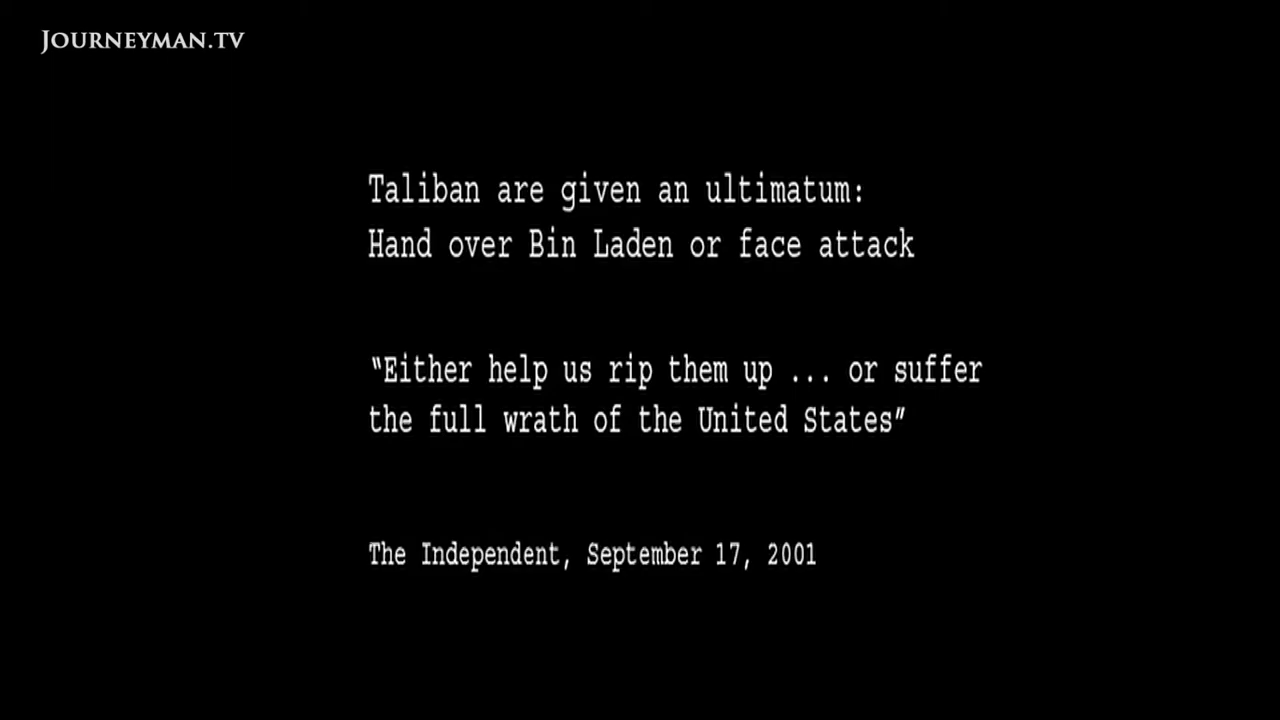 JOURNEYMAN.TV
Taliban are given an ultimatum:
Hand over Bin Laden or face attack
“Either help us rip them up ... or suffer
the full wrath of the United States”
The Independent, September 17, 2001